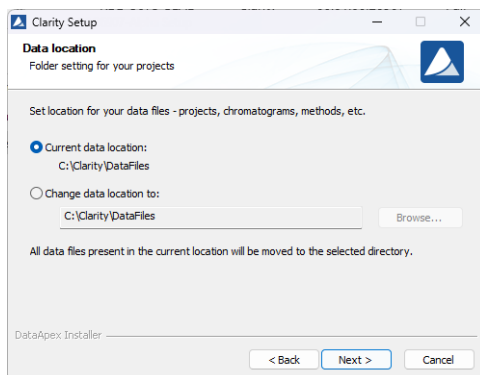 Clarity Setup
Data location
Folder setting for your projects
Set location for your data files - projects, chromatograms, methods, etc.
Current data location:
C:\Clarity\DataFiles
Change data location to:
C:\Clarity\DataFiles
Browse...
All data files present in the current location will be moved to the selected directory.
DataApex Installer
< Back
Next >
Cancel